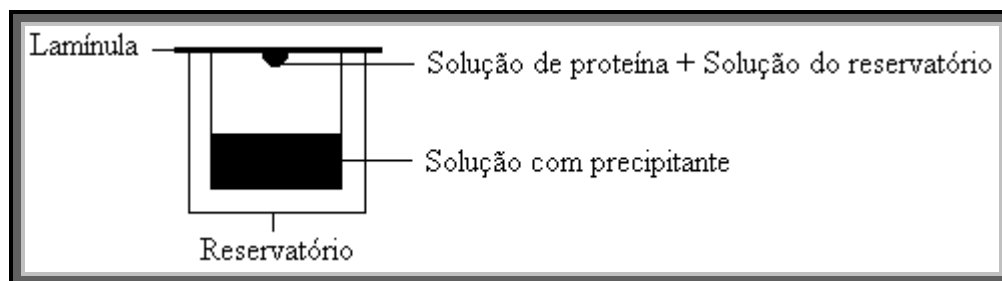 Lamínula
Solução de proteína + Solução do reservatório
Solução com precipitante
Reservatório